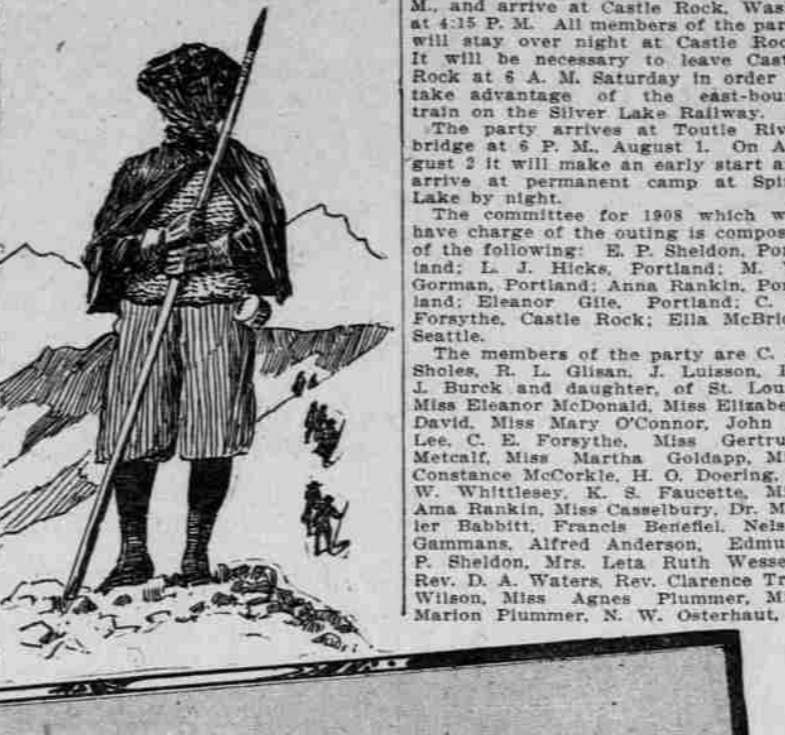 M., and arrive at Castle Rock, Was
at 4:15 P. M. All members of the par
will stay over night at Castle Roc
It will be necessary to leave Cast
Rock at 6 A. M. Saturday in order
take advantage of the east-bou
train on the Silver Lake Railway.
The party arrives at Toutle Riv
bridge at 6 P. M., August 1. On A
gust 2 it will make an early start a
arrive at permanent camp at Spi
Lake by night.
The committee for 1908 which w
have charge of the outing is compos
of the following: E. P. Sheldon, Por
land; L. J. Hicks, Portland; M.
Gorman, Portland; Anna Rankin, Por
land; Eleanor Gile, Portland; C.
Forsythe, Castle Rock; Ella McBri
Seattle.
The members of the party are C.
Sholes, R. L. Glisan, J. Luisson,
J. Burck and daughter, of St. Lou
Miss Eleanor McDonald, Miss Elizabe
David, Miss Mary O'Connor, John
Lee, C. E. Forsythe, Miss Gertru
Metcalf, Miss Martha Goldapp, M
Constance McCorkle, H. O. Doering,
W. Whittlesey, K. S. Faucette, M
Ama Rankin, Miss Casselbury, Dr. M
ler Babbitt, Francis Benefiel, Nels
Gammans, Alfred Anderson, Edmu
P. Sheldon, Mrs. Leta Ruth Wesse
Rev. D. A. Waters, Rev. Clarence Tr
Wilson, Miss Agnes Plummer, M
Marion Plummer, N. W. Osterhaut,